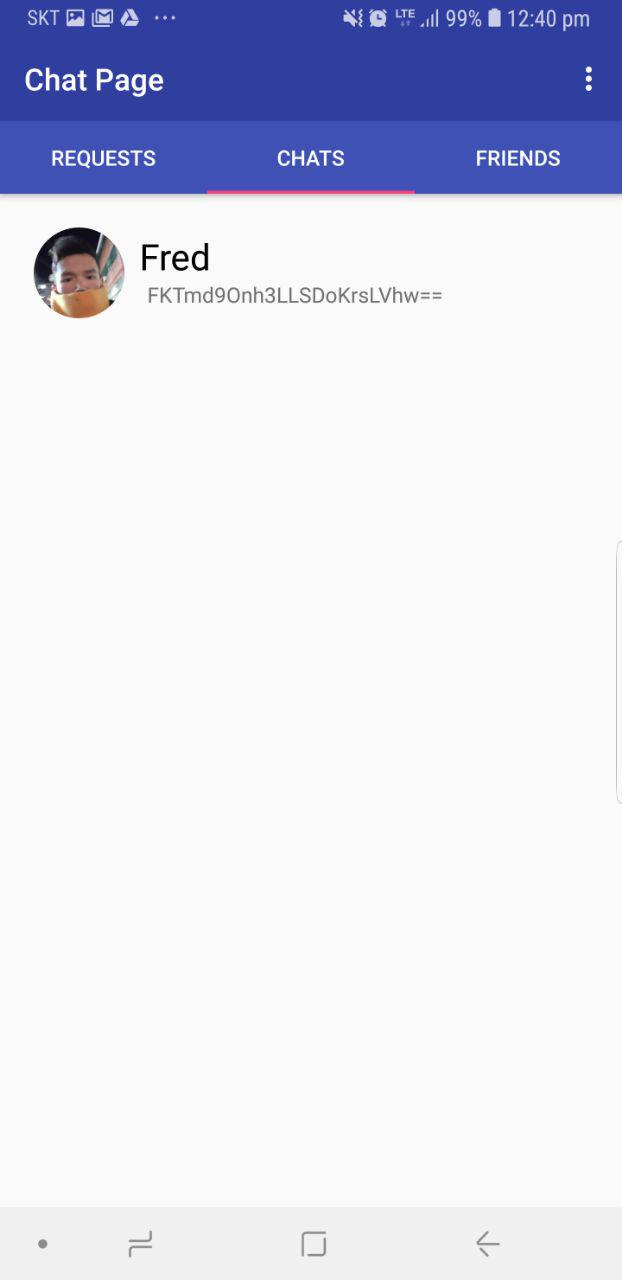 SKT LTE 99% 12:40 pm
Chat Page
REQUESTS CHATS FRIENDS
Fred
FKTmd9Onh3LLSDoKrsLVhw==